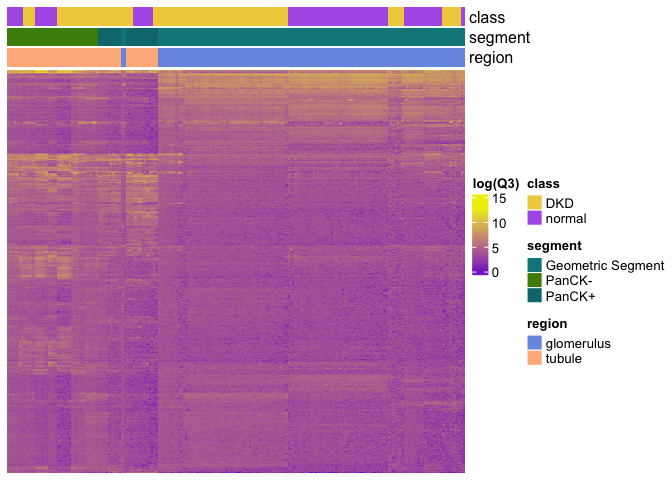 class
segment
region
log(Q3)
15
10
5
0
class
DKD
normal
segment
Geometric Segment
PanCK-
PanCK+
region
glomerulus
tubule